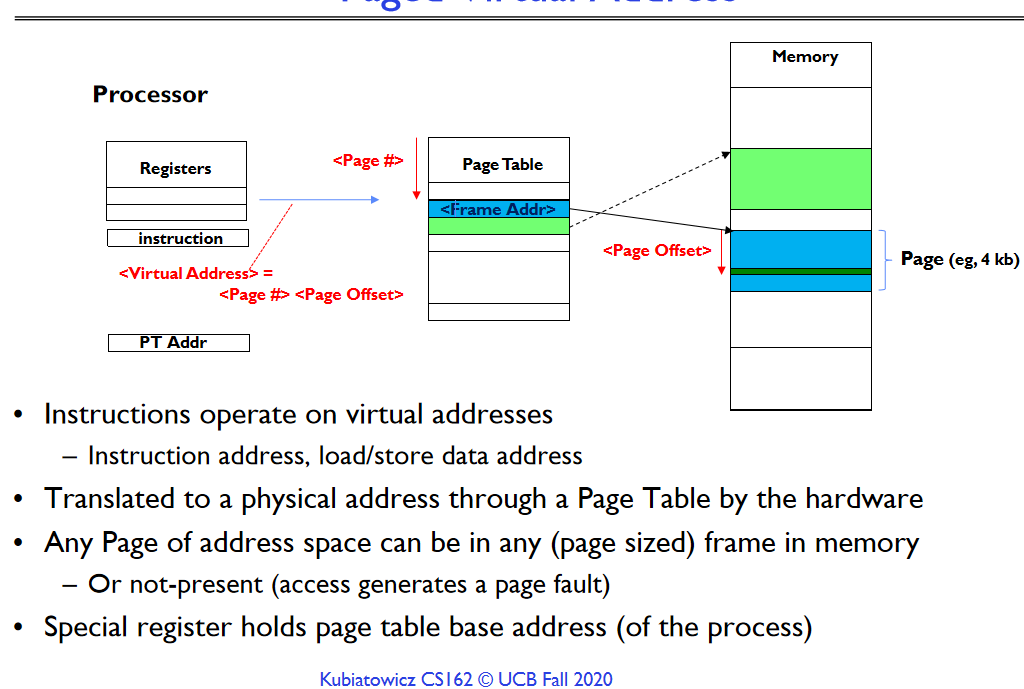 Paged Virtual Address
Memory
Processor
Registers
<Page #>
Page Table
<Frame Addr>
instruction
<Page Offset>
Page (eg, 4 kb)
<Virtual Address> =
<Page #> <Page Offset>
PT Addr
• Instructions operate on virtual addresses
– Instruction address, load/store data address
• Translated to a physical address through a Page Table by the hardware
• Any Page of address space can be in any (page sized) frame in memory
– Or not-present (access generates a page fault)
• Special register holds page table base address (of the process)
Kubiatowicz CS162 © UCB Fall 2020